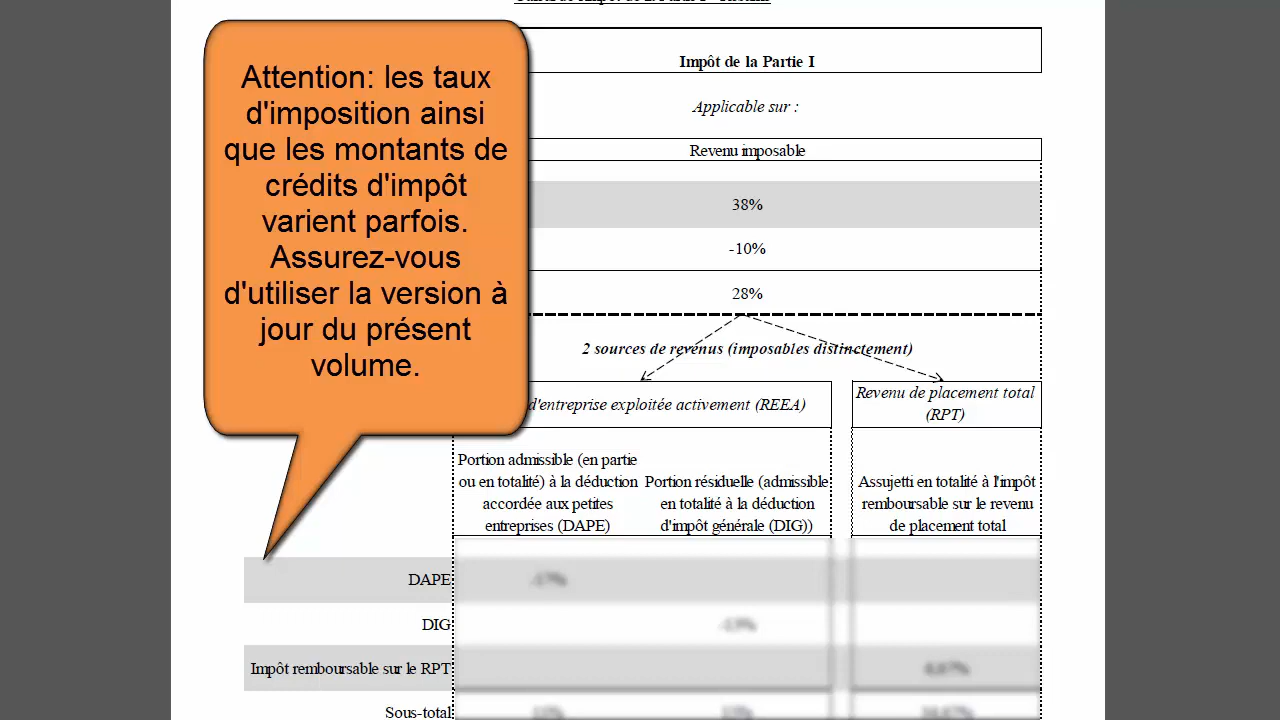 Attention: les taux
d'imposition ainsi
que les montants de
crédits d'impôt
varient parfois.
Assurez-vous
d'utiliser la version à
jour du présent
volume.
Impôt de la Partie I
Applicable sur :
Revenu imposable
38%
-10%
28%
2 sources de revenus (imposables distinctement)
d'entreprise exploitée activement (REEA)
Revenu de placement total
(RPT)
Portion admissible (en partie
ou en totalité) à la déduction
accordée aux petites
entreprises (DAPE)
Portion résiduelle (admissible
en totalité à la déduction
d'impôt générale (DIG))
Assujetti en totalité à l'impôt
remboursable sur le revenu
de placement total
DAPE
DIG
Impôt remboursable sur le RPT
Sous-total